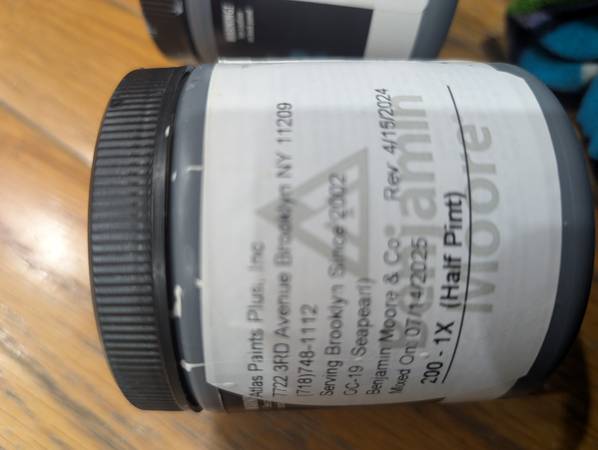 Atlas Paints Plus, Inc
7722 3RD Avenue Brooklyn NY 11209
(718)748-1112
Serving Brooklyn Since 2002
OC-19 (Seapearl)
Benjamin Moore & Co Rev. 4/15/2024
Mixed On: 07/14/2025
200 - 1X (Half Pint)
Benjamin
Moore